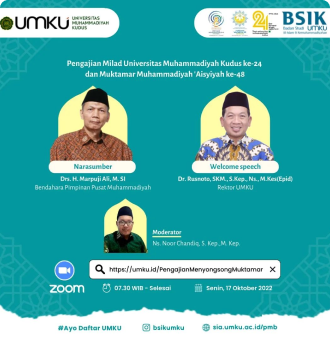 UMKU
UNIVERSITAS
MUHAMMADIYAH
KUDUS
24
BSIK
UMKU
Pengajian Milad Universitas Muhammadiyah Kudus ke-24
dan Muktamar Muhammadiyah 'Aisyiyah ke-48
Narasumber
Drs. H. Marpuji Ali, M. SI
Bendahara Pimpinan Pusat Muhammadiyah
Welcome speech
Dr. Rusnoto, SKM., S.Kep., Ns., M.Kes(Epid)
Rektor UMKU
Moderator
Ns. Noor Chandiq, S. Kep.,M. Kep.
zoom
https://umku.id/PengajianMenyongsongMuktamar
07.30 WIB - Selesai
Senin, 17 Oktober 2022
#Ayo Daftar UMKU
bsikumku
sia.umku.ac.id/pmb